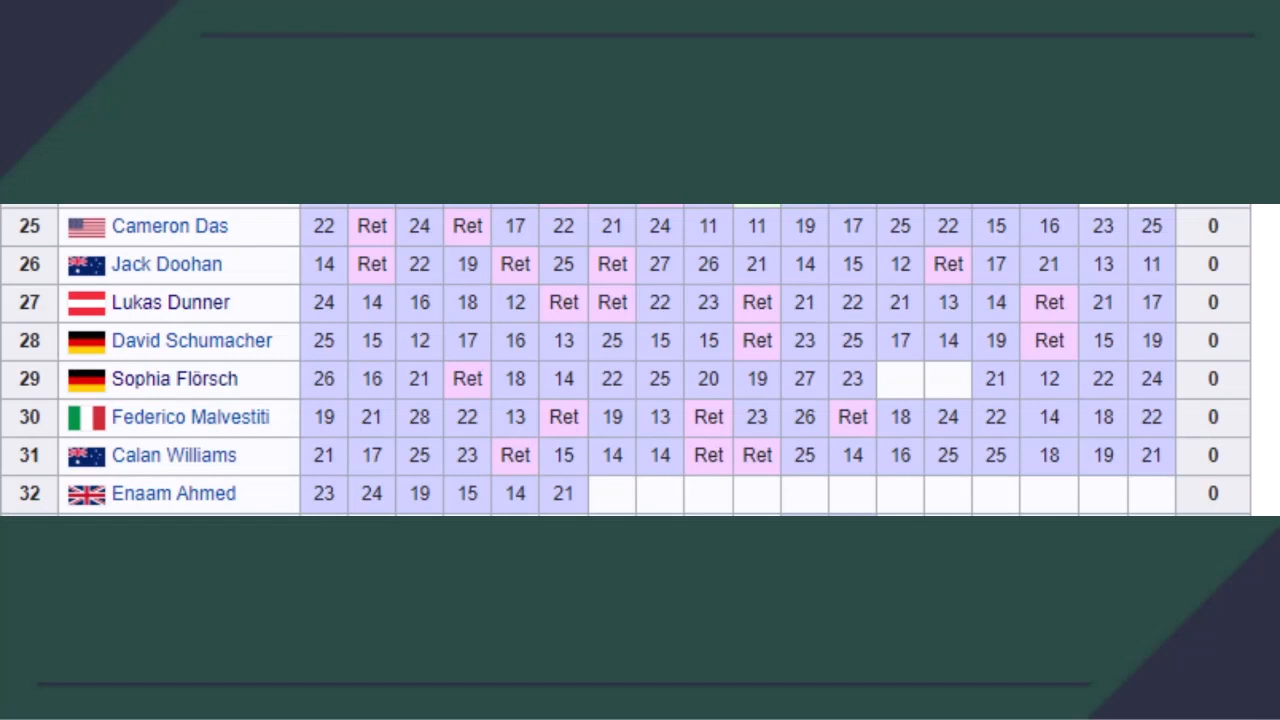 25 Cameron Das 22 Ret 24 Ret 17 22 21 24 11 11 19 17 25 22 15 16 23 25 0
26 Jack Doohan 14 Ret 22 19 Ret 25 Ret 27 26 21 14 15 12 Ret 17 21 13 11 0
27 Lukas Dunner 24 14 16 18 12 Ret Ret 22 23 Ret 21 22 21 13 14 Ret 21 17 0
28 David Schumacher 25 15 12 17 16 13 25 15 15 Ret 23 25 17 14 19 Ret 15 19 0
29 Sophia Flörsch 26 16 21 Ret 18 14 22 25 20 19 27 23 21 12 22 24 0
30 Federico Malvestiti 19 21 28 22 13 Ret 19 13 Ret 23 26 Ret 18 24 22 14 18 22 0
31 Calan Williams 21 17 25 23 Ret 15 14 14 Ret Ret 25 14 16 25 25 18 19 21 0
32 Enaam Ahmed 23 24 19 15 14 21 0